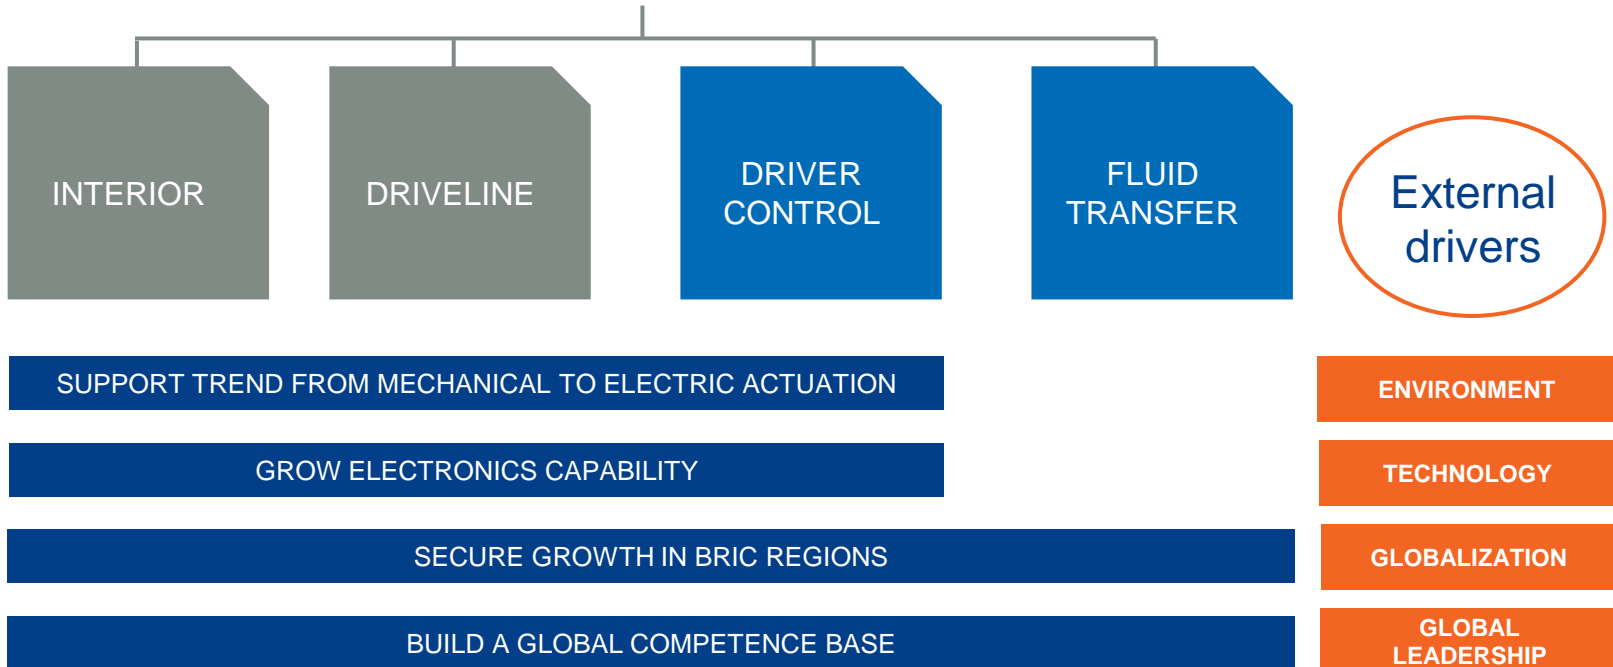 INTERIOR
DRIVELINE
DRIVER
CONTROL
FLUID
TRANSFER
External
drivers
SUPPORT TREND FROM MECHANICAL TO ELECTRIC ACTUATION
ENVIRONMENT
GROW ELECTRONICS CAPABILITY
TECHNOLOGY
SECURE GROWTH IN BRIC REGIONS
GLOBALIZATION
BUILD A GLOBAL COMPETENCE BASE
GLOBAL
LEADERSHIP